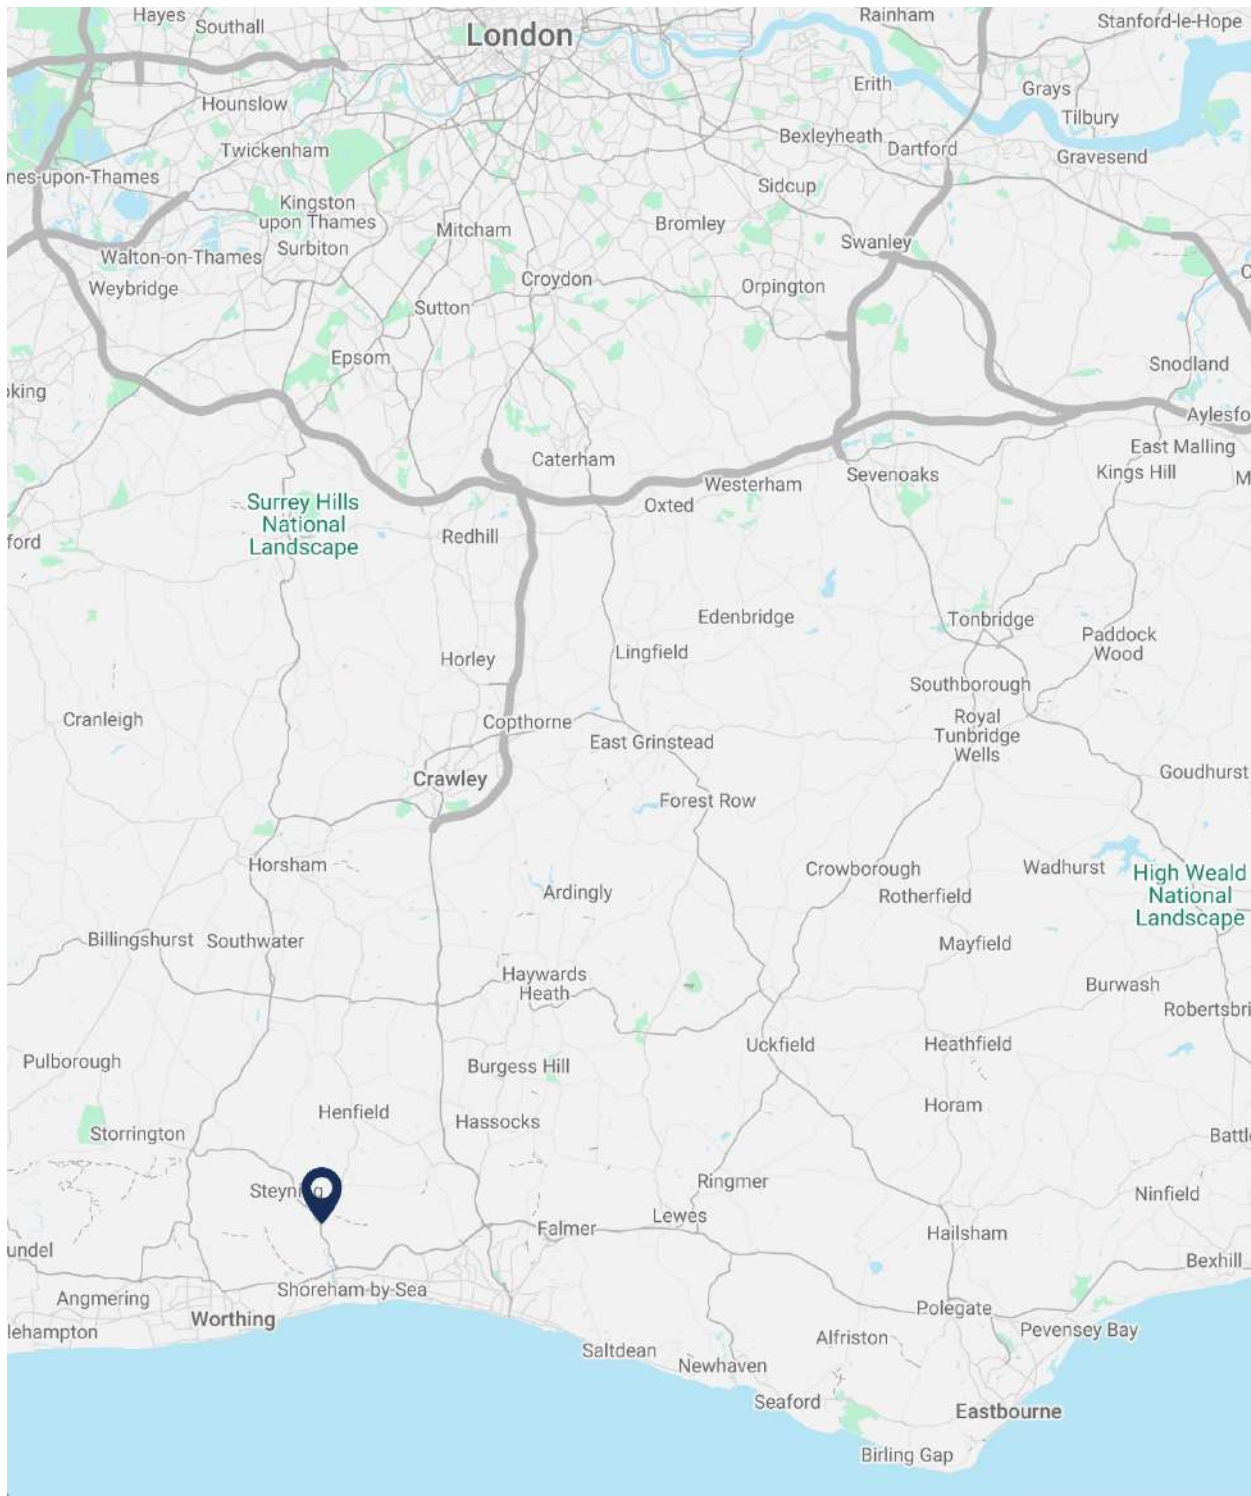 Hayes
Southall
London
Rainham
Stanford-le-Hope
Hounslow
Erith
Grays
Tilbury
Twickenham
Bexleyheath
Dartford
Gravesend
nes-upon-Thames
Sidcup
Kingston
upon Thames
Mitcham
Bromley
Surbiton
Swanley
Walton-on-Thames
Weybridge
Croydon
Orpington
Sutton
Epsom
Snodland
oking
Aylesfo
East Malling
Caterham
Kings Hill
Sevenoaks
Westerham
Oxted
M
Surrey Hills
National
Landscape
Redhill
ford
Edenbridge
Tonbridge
Paddock
Wood
Lingfield
Horley
Southborough
Cranleigh
Copthorne
Royal
Tunbridge
Wells
East Grinstead
Goudhurst
Crawley
Forest Row
Horsham
Crowborough
Wadhurst
High Weald
National
Landscape
Ardingly
Rotherfield
Billingshurst
Southwater
Mayfield
Haywards
Heath
Burwash
Robertsbri
Uckfield
Heathfield
Pulborough
Burgess Hill
Henfield
Horam
Hassocks
Storrington
Battl
Steyning
Ringmer
Ninfield
Lewes
Falmer
Hailsham
undel
Bexhill
Shoreham-by-Sea
Angmering
Polegate
Worthing
Pevensey Bay
lehampton
Alfriston
Saltdean
Newhaven
Seaford
Eastbourne
Birling Gap